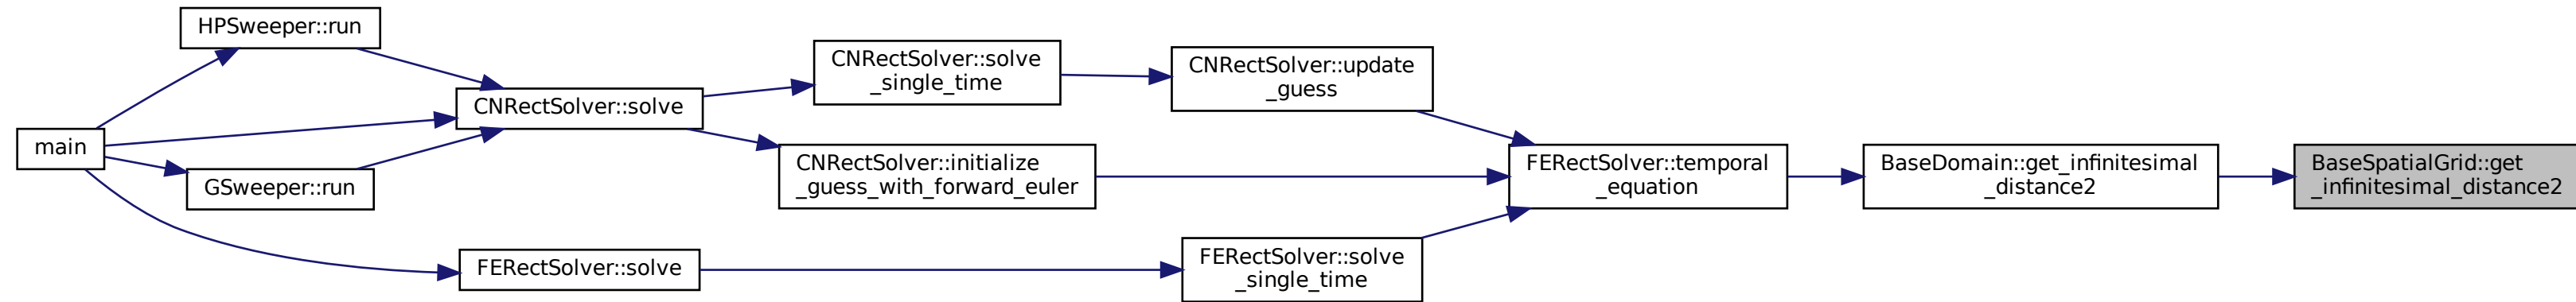 main
HPSweeper::run
CNRectSolver::solve
GSweeper::run
FERectSolver::solve
CNRectSolver::solve
_single_time
CNRectSolver::initialize
_guess_with_forward_euler
CNRectSolver::update
_guess
FERectSolver::solve
_single_time
FERectSolver::temporal
_equation
BaseDomain::get_infinitesimal
_distance2
BaseSpatialGrid::get
_infinitesimal_distance2